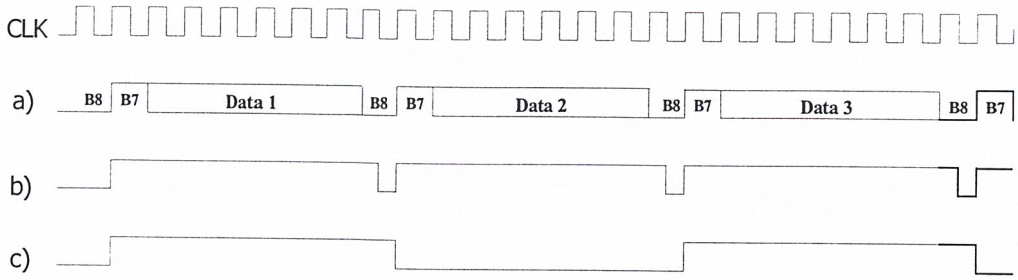 CLK
a) B8 B7 Data 1 B8 B7 Data 2 B8 B7 Data 3 B8 B7
b)
c)